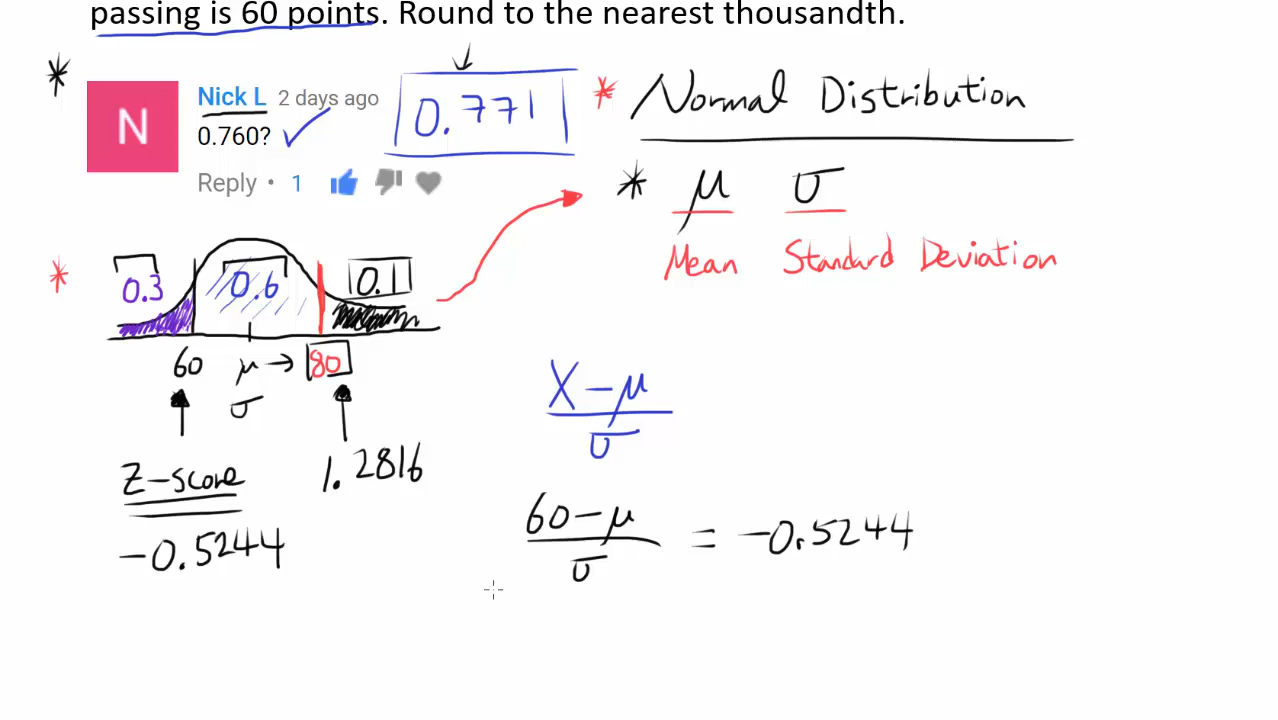 passing is 60 points. Round to the nearest thousandth.
* N Nick L 2 days ago
0.760? ✓
Reply • 1
0.771
* Normal Distribution
* μ σ
Mean Standard Deviation
* 0.3 0.6 0.1
60 μ → 80
σ
Z-score
-0.5244
1.2816
X - μ
σ
60 - μ
σ
= -0.5244